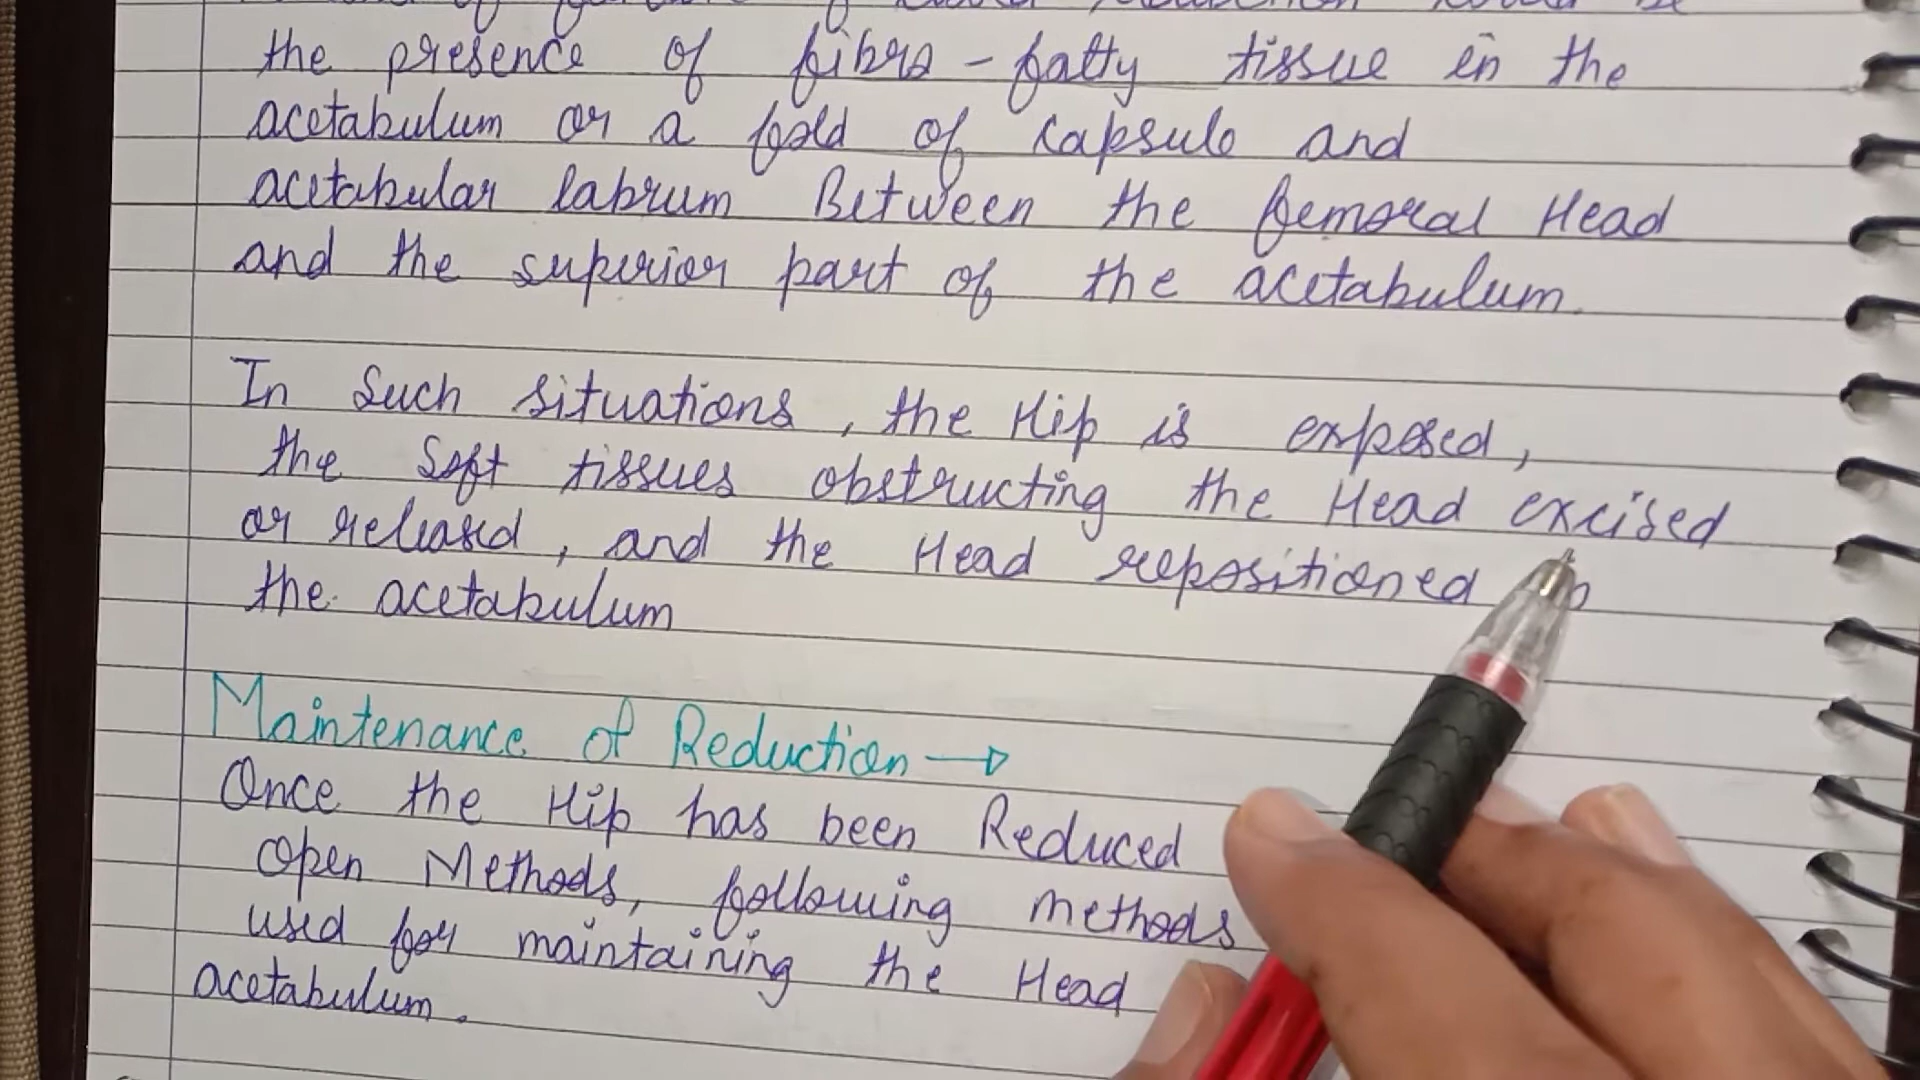 the presence of fibro - fatty tissue in the
acetabulum or a fold of capsule and
acetabular labrum Between the femoral Head
and the superior part of the acetabulum.
In Such situations, the Hip is exposed,
the Soft tissues obstructing the Head excised
or released, and the Head repositioned
the acetabulum
Maintenance of Reduction →
Once the Hip has been Reduced
open Methods, following methods
used for maintaining the Head
acetabulum.